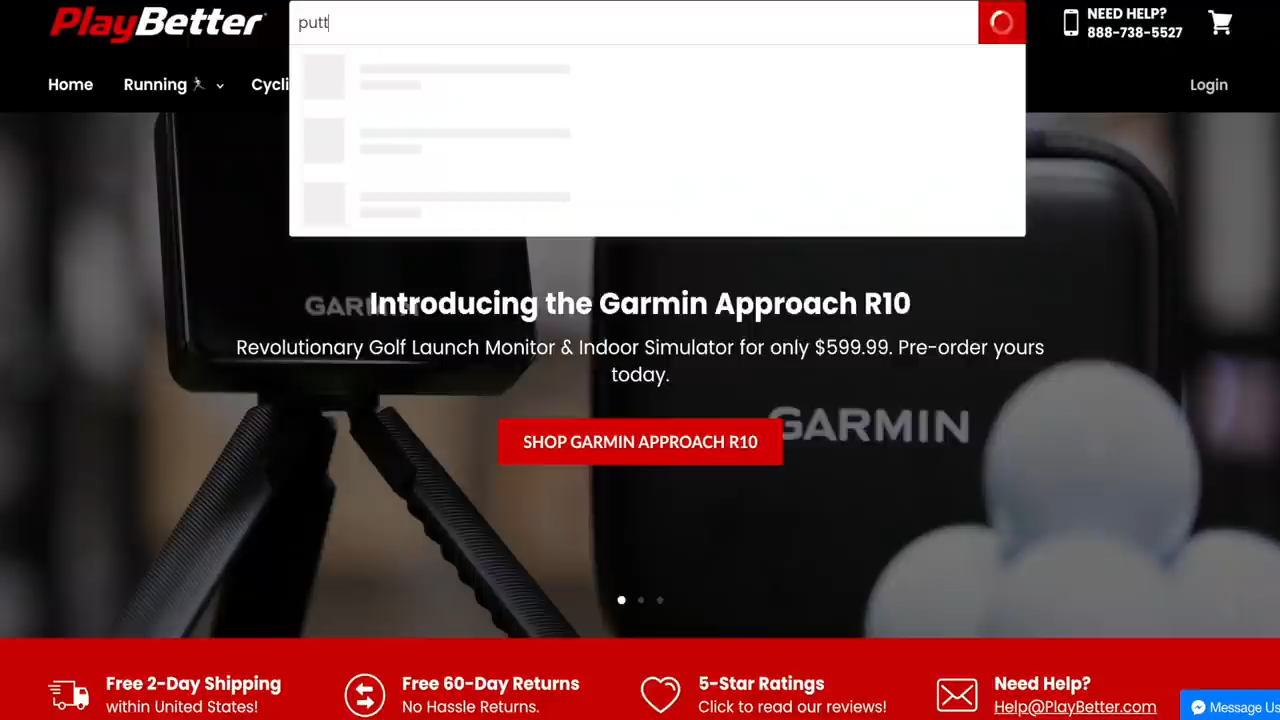 PlayBetter
putt
NEED HELP?
888-738-5527
Home
Running
Cycli
Login
GARMIN
Introducing the Garmin Approach R10
Revolutionary Golf Launch Monitor & Indoor Simulator for only $599.99. Pre-order yours
today.
GARMIN
SHOP GARMIN APPROACH R10
Free 2-Day Shipping
within United States!
Free 60-Day Returns
No Hassle Returns.
5-Star Ratings
Click to read our reviews!
Need Help?
Help@PlayBetter.com
Message Us